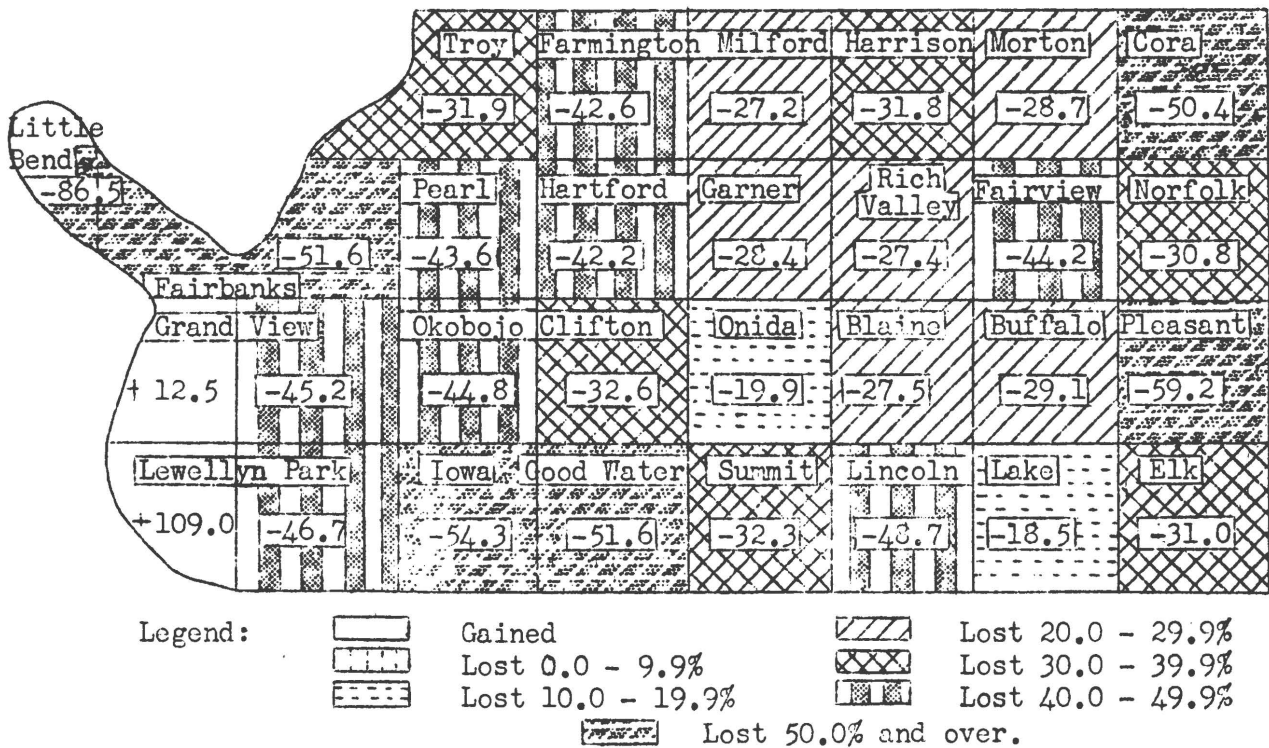 Troy Farmington Milford Harrison Morton Cora
-31.9 -42.6 -27.2 -31.8 -28.7 -50.4
Little
Bend
-86.5
Pearl Hartford Garner Rich Valley Fairview Norfolk
-51.6 -43.6 -42.2 -28.4 -27.4 -44.2 -30.8
Fairbanks
Grand View Okobojo Clifton Onida Blaine Buffalo Pleasant
+ 12.5 -45.2 -44.8 -32.6 -19.9 -27.5 -29.1 -59.2
Lewellyn Park Iowa Good Water Summit Lincoln Lake Elk
+109.0 -46.7 -54.3 -51.6 -32.3 -48.7 -18.5 -31.0
Legend:
Gained
Lost 0.0 - 9.9%
Lost 10.0 - 19.9%
Lost 20.0 - 29.9%
Lost 30.0 - 39.9%
Lost 40.0 - 49.9%
Lost 50.0% and over.